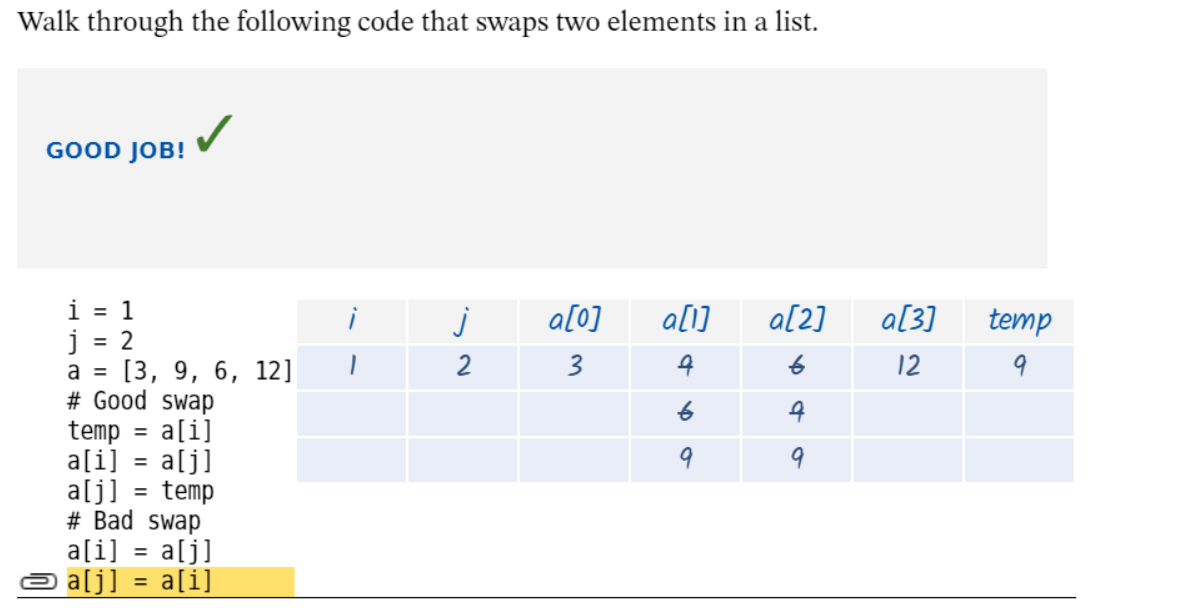 Walk through the following code that swaps two elements in a list.
GOOD JOB!
i = 1
j = 2
a = [3, 9, 6, 12]
# Good swap
temp = a[i]
a[i] = a[j]
a[j] = temp
# Bad swap
a[i] = a[j]
a[j] = a[i]
i j a[0] a[1] a[2] a[3] temp
1 2 3 9 6 12 9
6 9
9 9